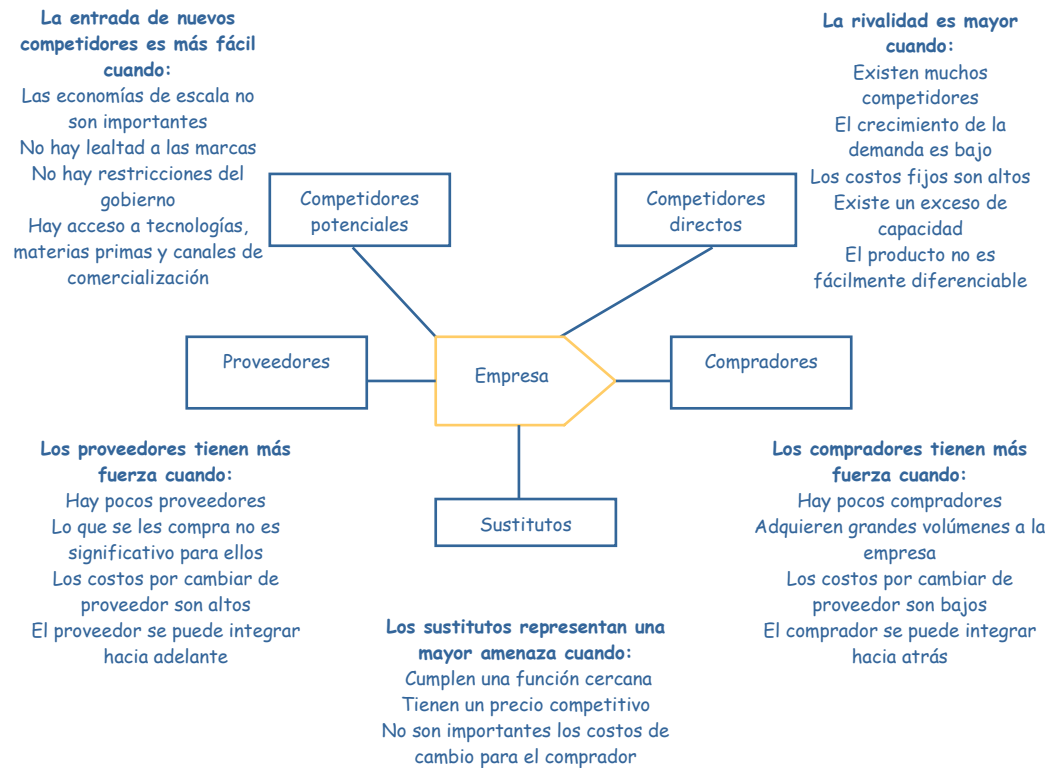 La entrada de nuevos
competidores es más fácil
cuando:
Las economías de escala no
son importantes
No hay lealtad a las marcas
No hay restricciones del
gobierno
Hay acceso a tecnologías,
materias primas y canales de
comercialización
La rivalidad es mayor
cuando:
Existen muchos
competidores
El crecimiento de la
demanda es bajo
Los costos fijos son altos
Existe un exceso de
capacidad
El producto no es
fácilmente diferenciable
Competidores
potenciales
Competidores
directos
Proveedores
Empresa
Compradores
Sustitutos
Los proveedores tienen más
fuerza cuando:
Hay pocos proveedores
Lo que se les compra no es
significativo para ellos
Los costos por cambiar de
proveedor son altos
El proveedor se puede integrar
hacia adelante
Los sustitutos representan una
mayor amenaza cuando:
Cumplen una función cercana
Tienen un precio competitivo
No son importantes los costos de
cambio para el comprador
Los compradores tienen más
fuerza cuando:
Hay pocos compradores
Adquieren grandes volúmenes a la
empresa
Los costos por cambiar de
proveedor son bajos
El comprador se puede integrar
hacia atrás